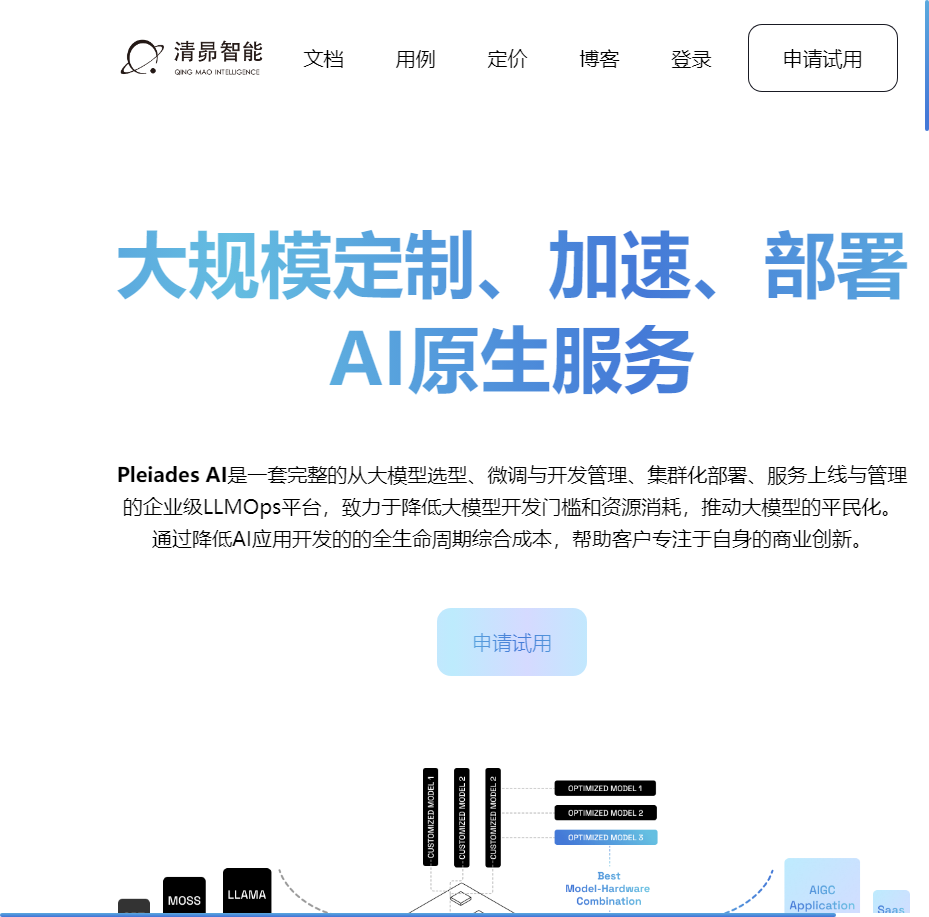 清昴智能
QING MAO INTELLIGENCE
文档
用例
定价
博客
登录
申请试用
大规模定制、加速、部署
AI原生服务
Pleiades AI是一套完整的从大模型选型、微调与开发管理、集群化部署、服务上线与管理
的企业级LLMOps平台，致力于降低大模型开发门槛和资源消耗，推动大模型的平民化。
通过降低AI应用开发的的全生命周期综合成本，帮助客户专注于自身的商业创新。
申请试用
CUSTOMIZED MODEL 1
CUSTOMIZED MODEL 2
CUSTOMIZED MODEL 2
OPTIMIZED MODEL 1
OPTIMIZED MODEL 2
OPTIMIZED MODEL 3
Best
Model-Hardware
Combination
MOSS
LLAMA
AIGC
Application
Saas